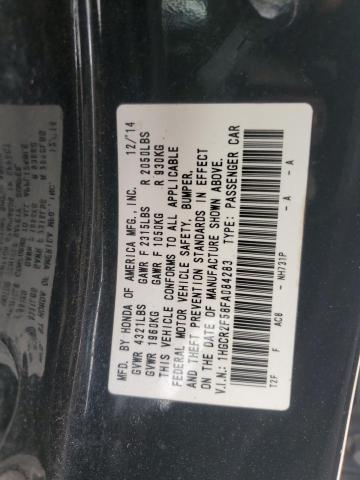 MFD. BY HONDA OF AMERICA MFG., INC. 12/'14
GVWR 4321LBS GAWR F 2315LBS R 2050LBS
GVWR 1960KG GAWR F 1050KG R 930KG
THIS VEHICLE CONFORMS TO ALL APPLICABLE
FEDERAL MOTOR VEHICLE SAFETY, BUMPER,
AND THEFT PREVENTION STANDARDS IN EFFECT
ON THE DATE OF MANUFACTURE SHOWN ABOVE.
V.I.N.: 1HGCR2F58FA084283 TYPE: PASSENGER CAR
T2F F AC8 NH731P A - A